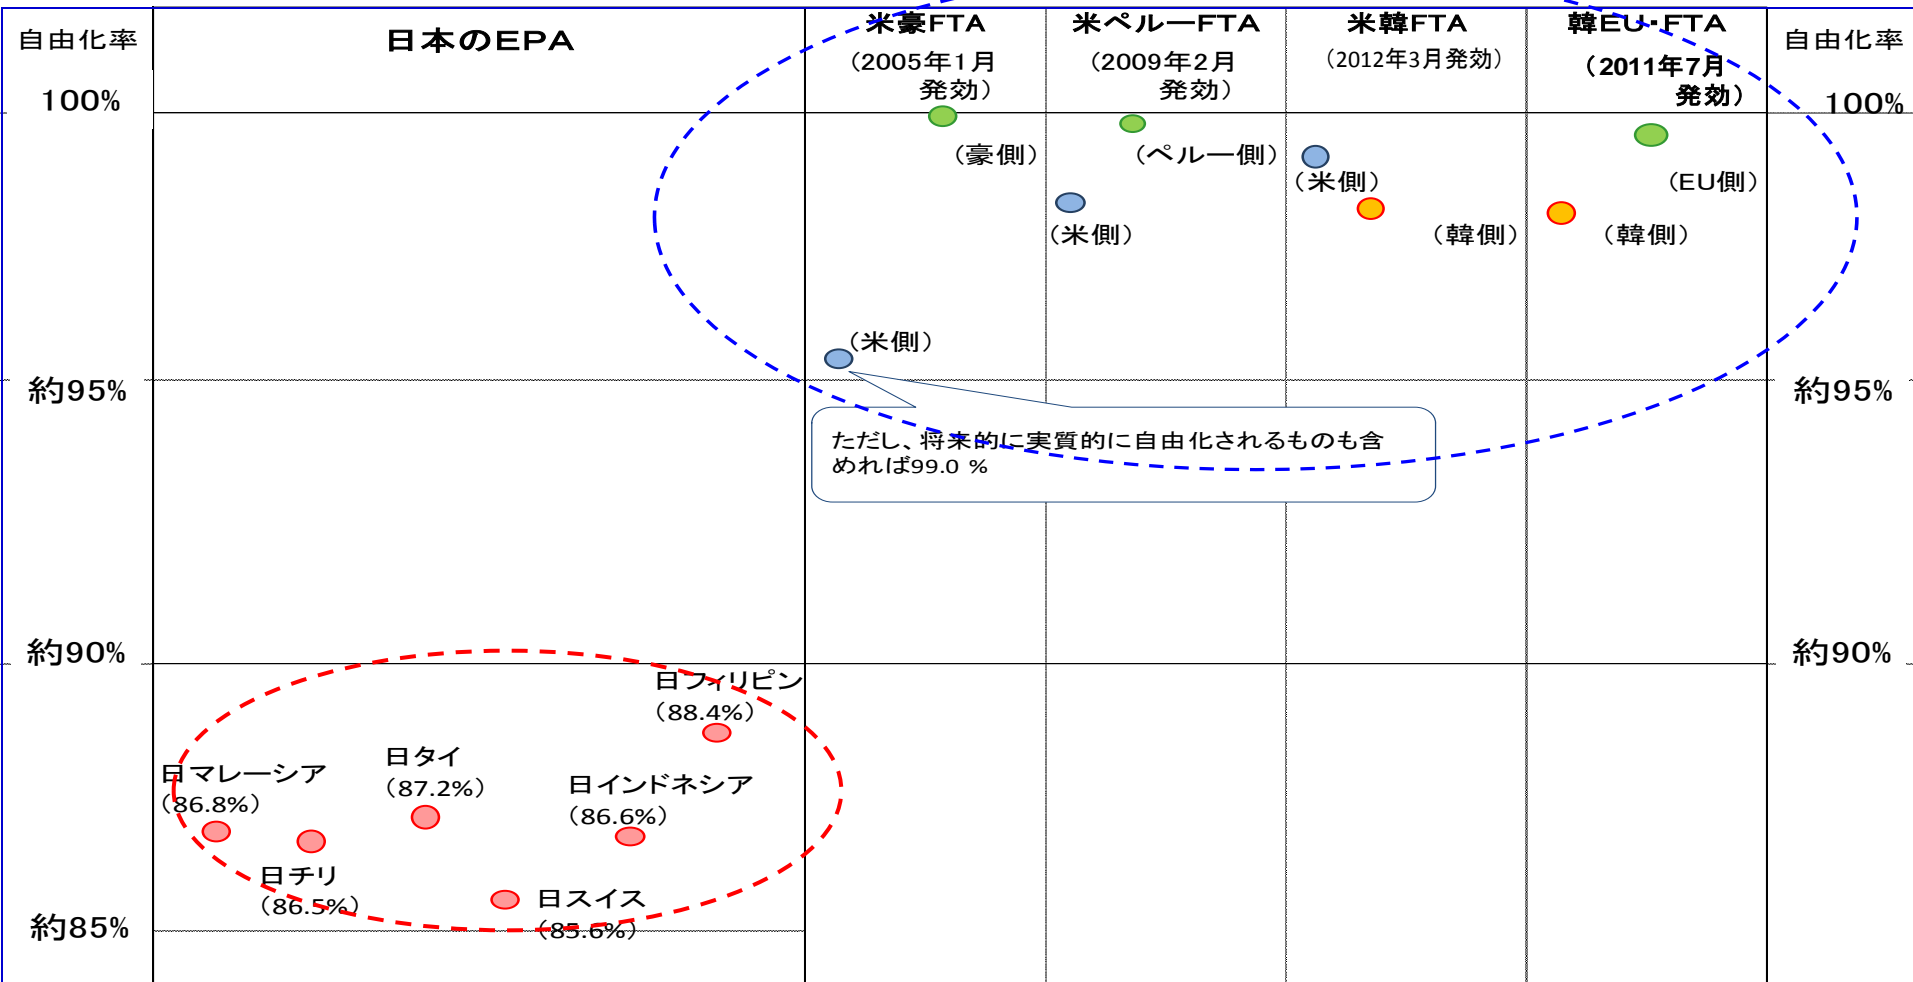 自由化率
日本のEPA
米豪FTA
（2005年1月
発効）
米ペルーFTA
（2009年2月
発効）
米韓FTA
（2012年3月発効）
韓EU・FTA
（2011年7月
発効）
自由化率
100%
100%
（豪側）
（ペルー側）
（米側）
（EU側）
（米側）
（韓側）
（韓側）
（米側）
約95%
約95%
ただし、将来的に実質的に自由化されるものも含
めれば99.0 %
約90%
約90%
日フィリピン
（88.4%）
日マレーシア
（86.8%）
日タイ
（87.2%）
日インドネシア
（86.6%）
日チリ
（86.5%）
日スイス
（85.6%）
約85%